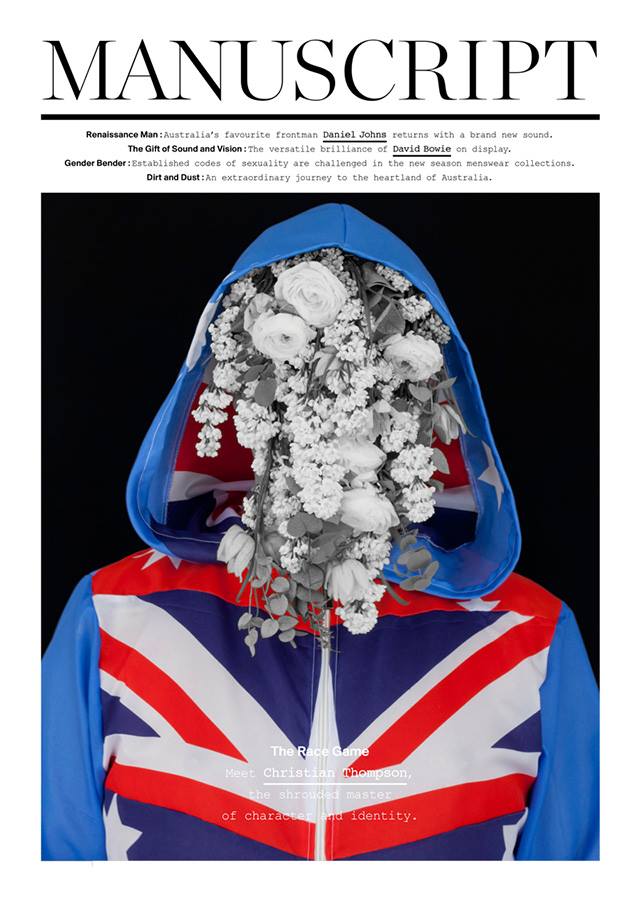 MANUSCRIPT
Renaissance Man: Australia's favourite frontman Daniel Johns returns with a brand new sound.
The Gift of Sound and Vision: The versatile brilliance of David Bowie on display.
Gender Bender: Established codes of sexuality are challenged in the new season menswear collections.
Dirt and Dust: An extraordinary journey to the heartland of Australia.
The Race Game
Meet Christian Thompson,
the shrouded master
of character and identity.